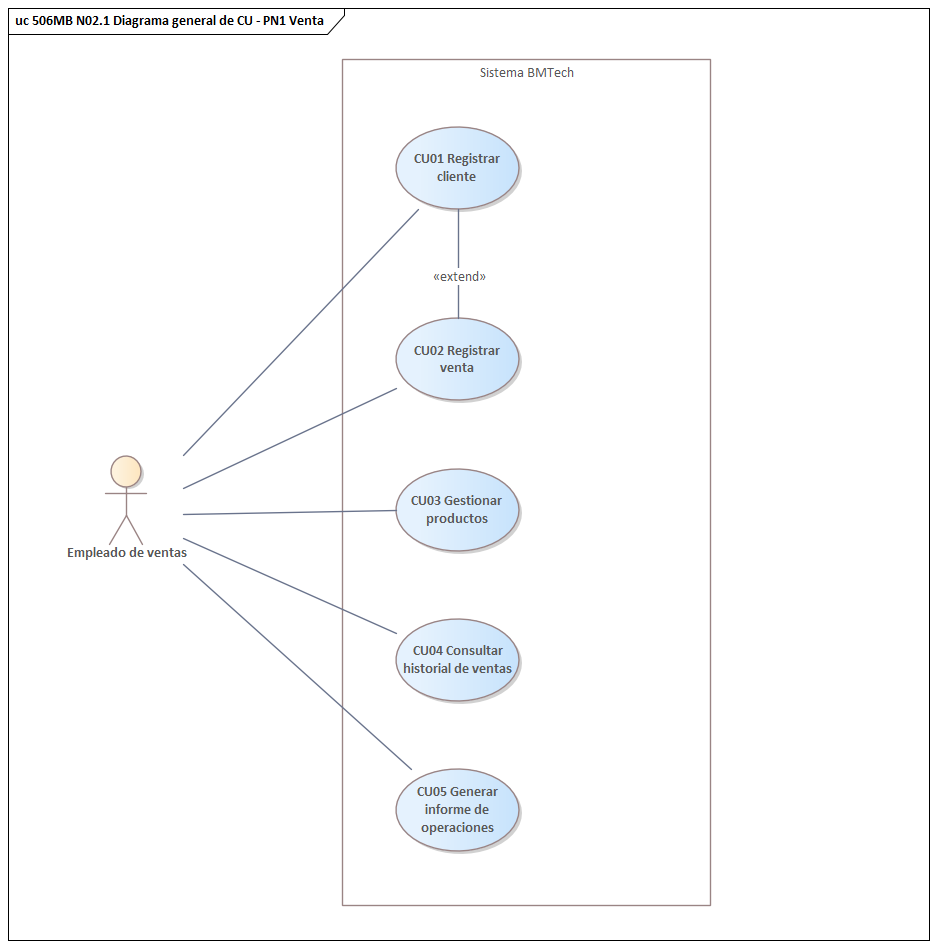 uc 506MB N02.1 Diagrama general de CU - PN1 Venta
Sistema BMTech
CU01 Registrar
cliente
«extend»
CU02 Registrar
venta
CU03 Gestionar
productos
Empleado de ventas
CU04 Consultar
historial de ventas
CU05 Generar
informe de
operaciones